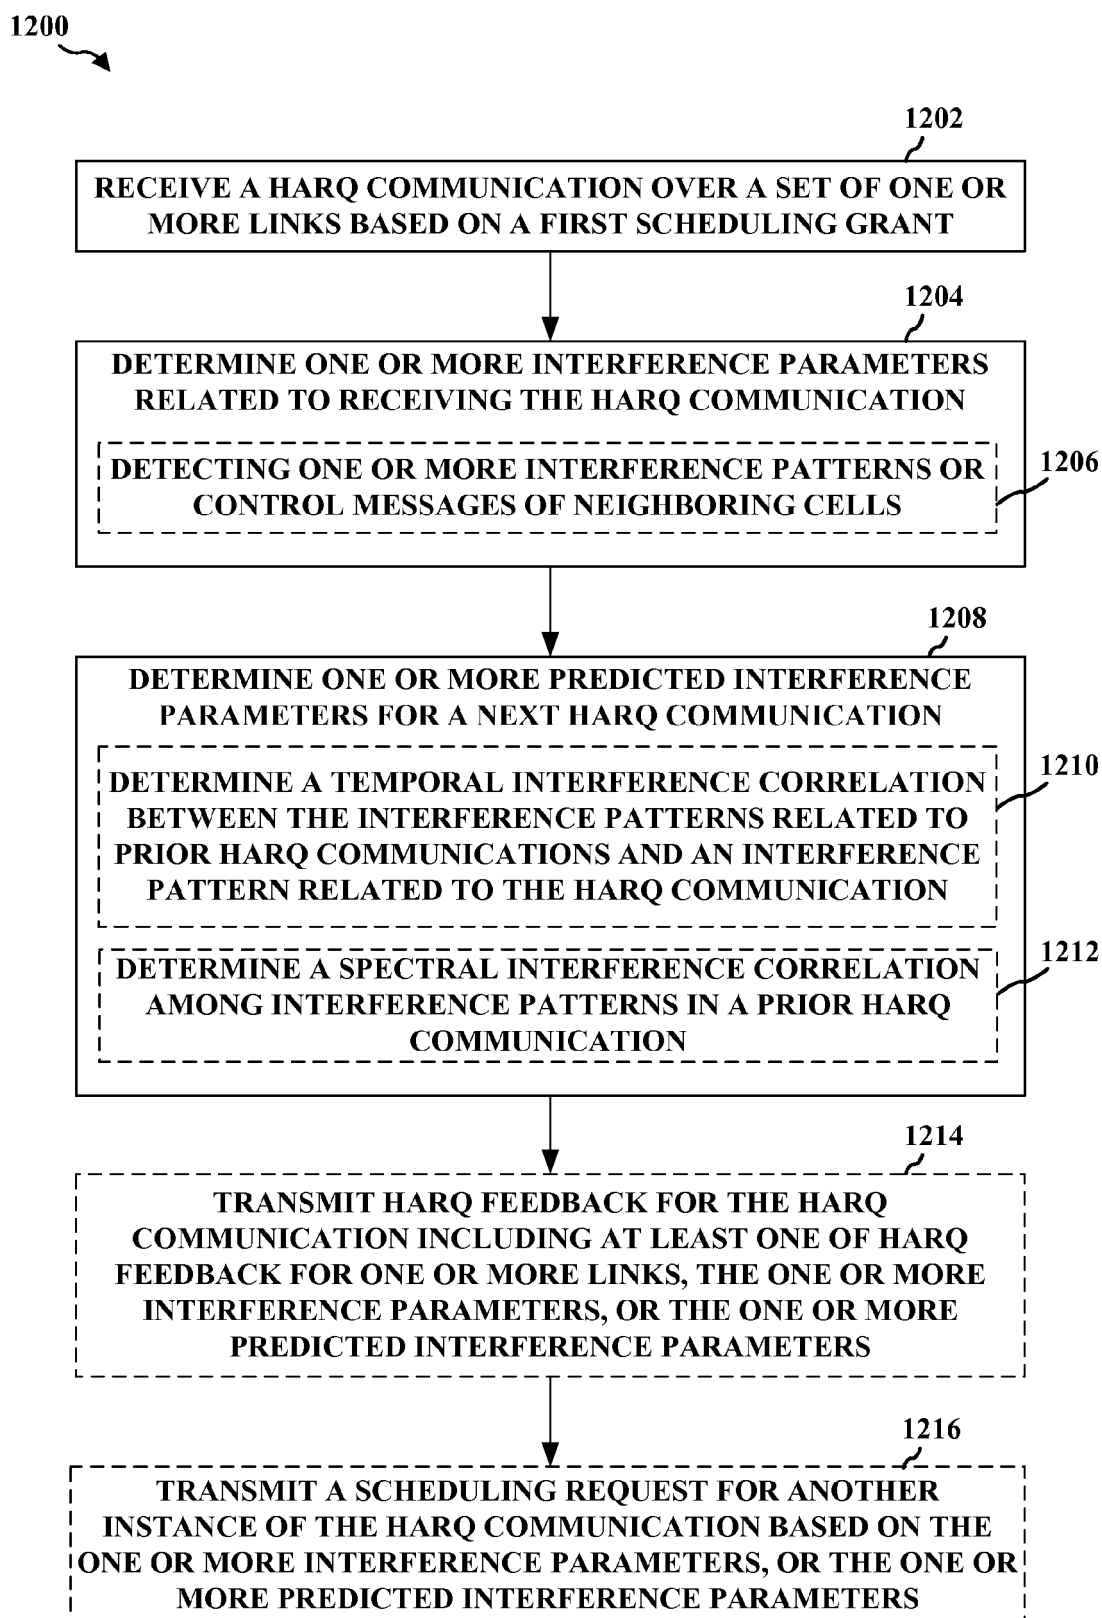 1200
1202
RECEIVE A HARQ COMMUNICATION OVER A SET OF ONE OR
MORE LINKS BASED ON A FIRST SCHEDULING GRANT
1204
DETERMINE ONE OR MORE INTERFERENCE PARAMETERS
RELATED TO RECEIVING THE HARQ COMMUNICATION
1206
DETECTING ONE OR MORE INTERFERENCE PATTERNS OR
CONTROL MESSAGES OF NEIGHBORING CELLS
1208
DETERMINE ONE OR MORE PREDICTED INTERFERENCE
PARAMETERS FOR A NEXT HARQ COMMUNICATION
1210
DETERMINE A TEMPORAL INTERFERENCE CORRELATION
BETWEEN THE INTERFERENCE PATTERNS RELATED TO
PRIOR HARQ COMMUNICATIONS AND AN INTERFERENCE
PATTERN RELATED TO THE HARQ COMMUNICATION
1212
DETERMINE A SPECTRAL INTERFERENCE CORRELATION
AMONG INTERFERENCE PATTERNS IN A PRIOR HARQ
COMMUNICATION
1214
TRANSMIT HARQ FEEDBACK FOR THE HARQ
COMMUNICATION INCLUDING AT LEAST ONE OF HARQ
FEEDBACK FOR ONE OR MORE LINKS, THE ONE OR MORE
INTERFERENCE PARAMETERS, OR THE ONE OR MORE
PREDICTED INTERFERENCE PARAMETERS
1216
TRANSMIT A SCHEDULING REQUEST FOR ANOTHER
INSTANCE OF THE HARQ COMMUNICATION BASED ON THE
ONE OR MORE INTERFERENCE PARAMETERS, OR THE ONE OR
MORE PREDICTED INTERFERENCE PARAMETERS